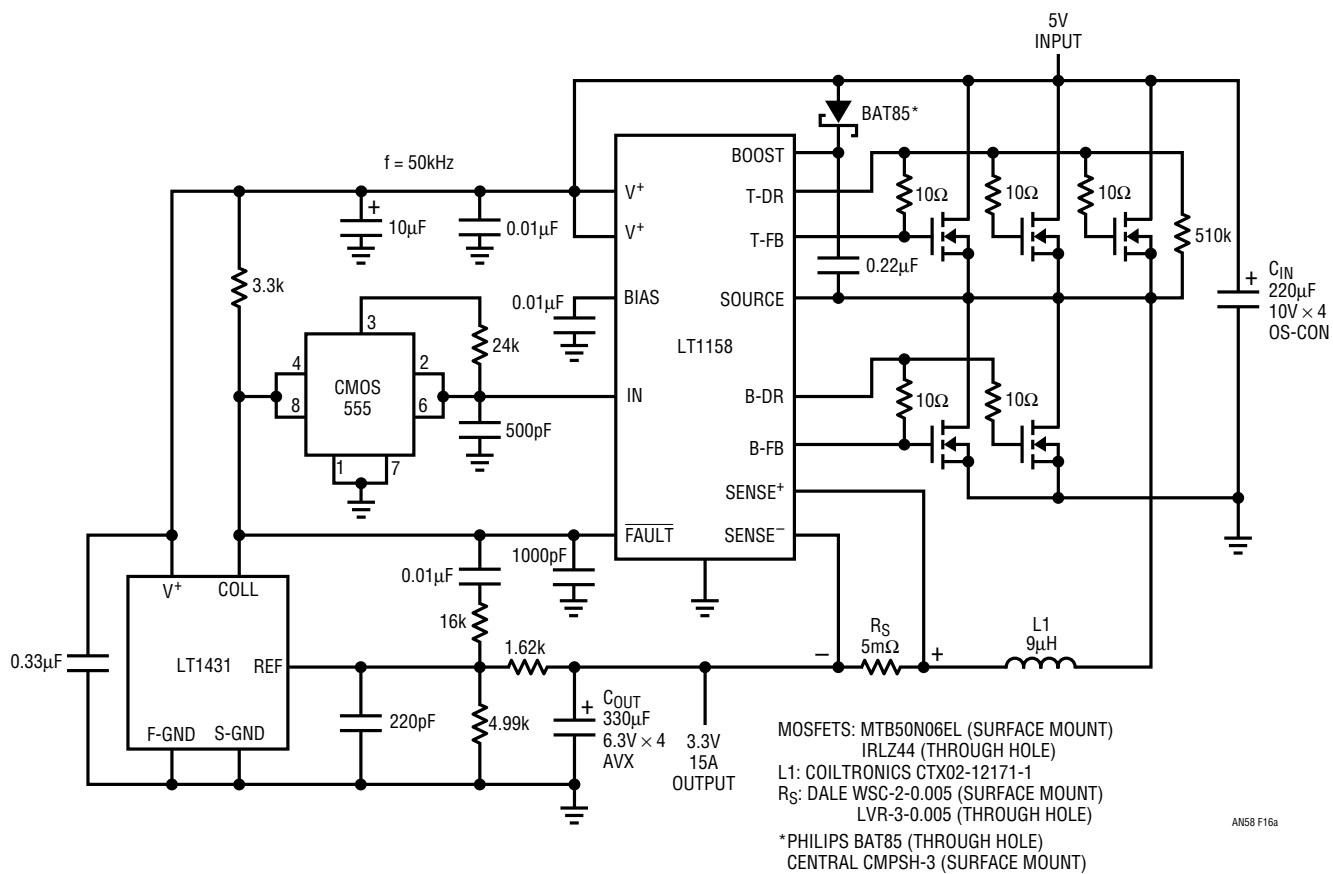 5V
INPUT
BAT85*
f = 50kHz
BOOST
V+
T-DR
10Ω
10Ω
10Ω
10µF
+
0.01µF
V+
T-FB
510k
0.22µF
3.3k
0.01µF
BIAS
SOURCE
+
CIN
220µF
10V × 4
OS-CON
3
24k
LT1158
4
2
CMOS
555
8
6
IN
B-DR
10Ω
10Ω
500pF
B-FB
1
7
SENSE+
FAULT
SENSE–
1000pF
V+
COLL
0.01µF
16k
RS
5mΩ
L1
9µH
0.33µF
LT1431
REF
1.62k
–
+
220pF
4.99k
+
COUT
330µF
6.3V × 4
AVX
3.3V
15A
OUTPUT
F-GND
S-GND
MOSFETS: MTB50N06EL (SURFACE MOUNT)
IRLZ44 (THROUGH HOLE)
L1: COILTRONICS CTX02-12171-1
RS: DALE WSC-2-0.005 (SURFACE MOUNT)
LVR-3-0.005 (THROUGH HOLE)
*PHILIPS BAT85 (THROUGH HOLE)
CENTRAL CMPSH-3 (SURFACE MOUNT)
AN58 F16a